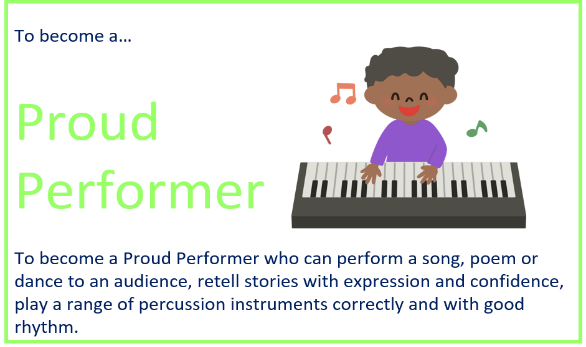 To become a...
Proud
Performer
To become a Proud Performer who can perform a song, poem or
dance to an audience, retell stories with expression and confidence,
play a range of percussion instruments correctly and with good
rhythm.